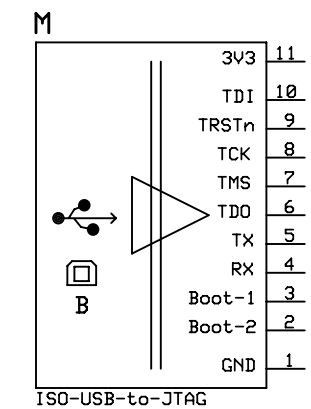 M
3V3 11
TDI 10
TRSTn 9
TCK 8
TMS 7
TDO 6
TX 5
RX 4
Boot-1 3
B
Boot-2 2
GND 1
ISO-USB-to-JTAG